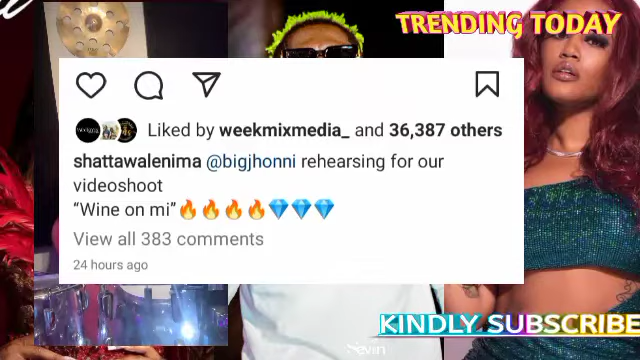 TRENDING TODAY
Liked by weekmixmedia_ and 36,387 others
shattawalenima @bigjhonni rehearsing for our
videoshoot
“Wine on mi”🔥🔥🔥🔥💎💎💎
View all 383 comments
24 hours ago
KINDLY SUBSCRIBE